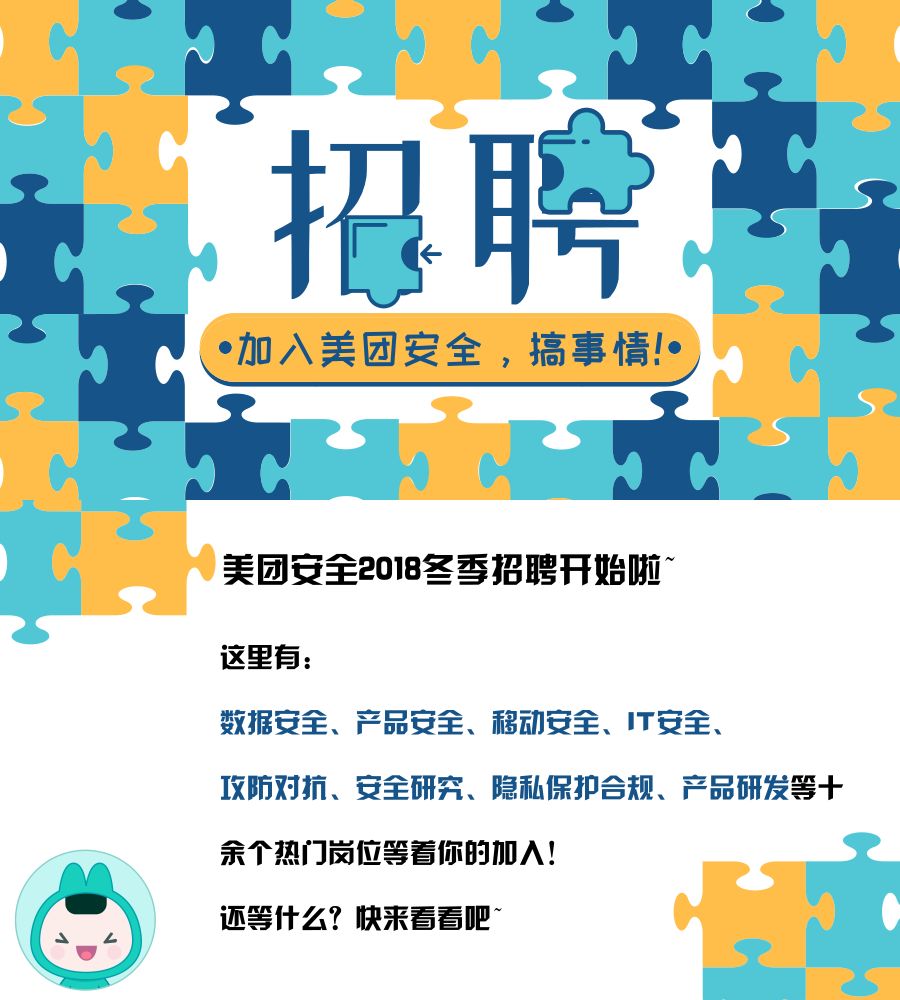 招聘
•加入美团安全，搞事情!•
美团安全2018冬季招聘开始啦~
这里有：
数据安全、产品安全、移动安全、IT安全、
攻防对抗、安全研究、隐私保护合规、产品研发等十
余个热门岗位等着你的加入！
还等什么？快来看看吧~